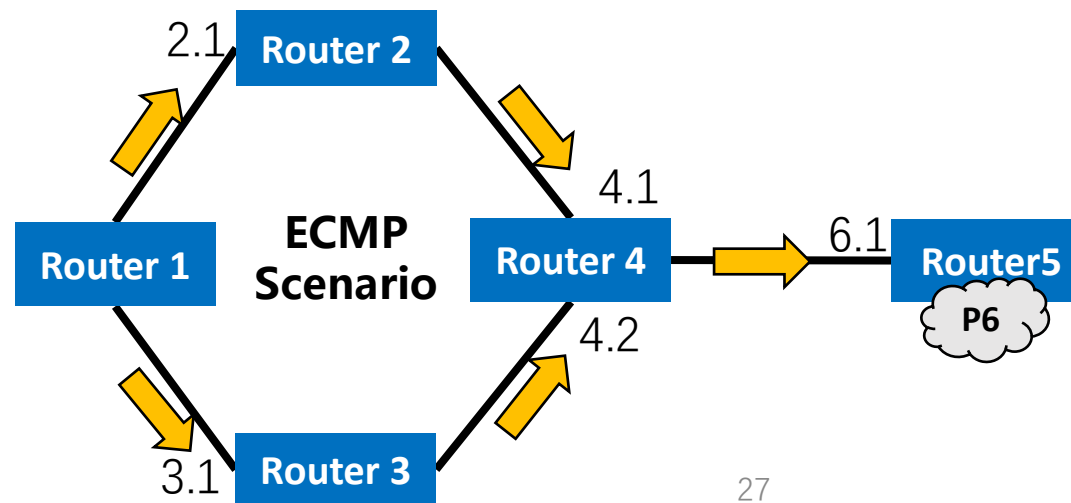 2.1
Router 2
4.1
ECMP
Scenario
Router 1
Router 4
6.1
Router5
P6
4.2
3.1
Router 3
27